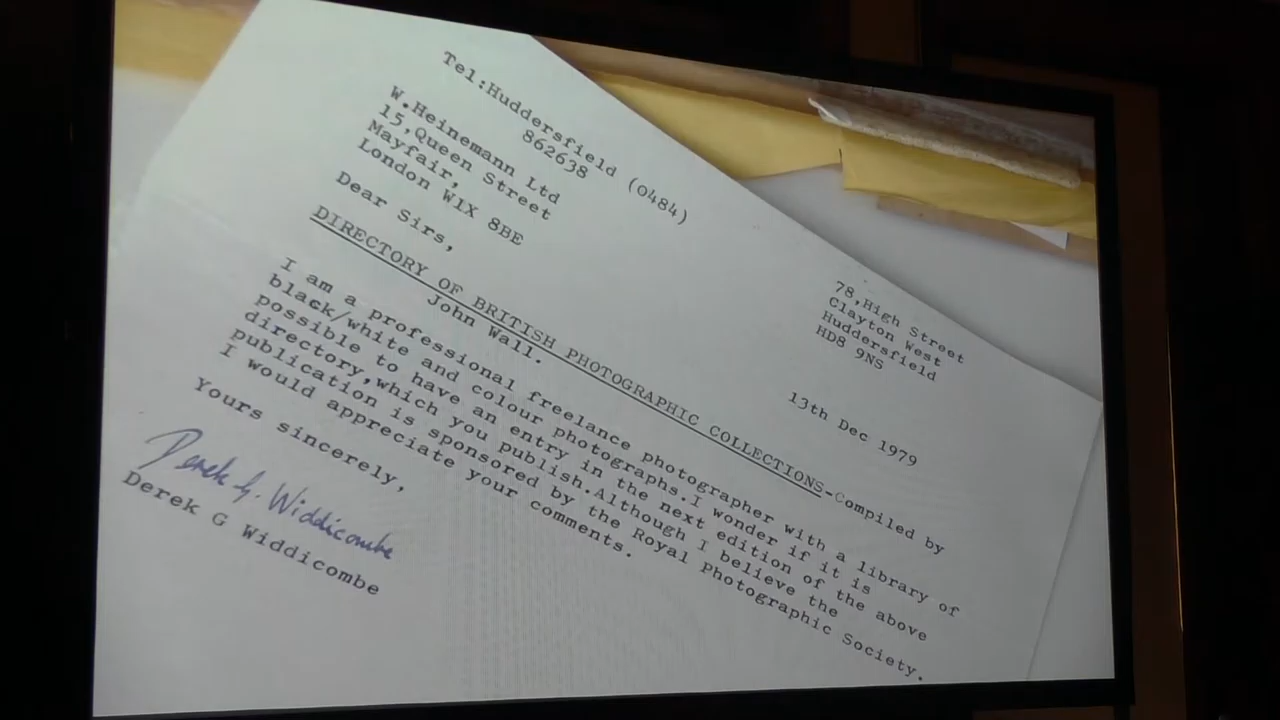 Tel:Huddersfield (0484)
862638
W.Heinemann Ltd
15,Queen Street
Mayfair,
London WIX 8BE
78,High Street
Clayton West
Huddersfield
HD8 9NS
13th Dec 1979
Dear Sirs,
DIRECTORY OF BRITISH PHOTOGRAPHIC COLLECTIONS-Compiled by
John Wall.
I am a professional freelance photographer with a library of
black/white and colour photographs.I wonder if it is
possible to have an entry in the next edition of the above
directory,which you publish.Although I believe the
publication is sponsored by the Royal Photographic Society.
I would appreciate your comments.
Yours sincerely,
Derek G. Widdicombe
Derek G Widdicombe